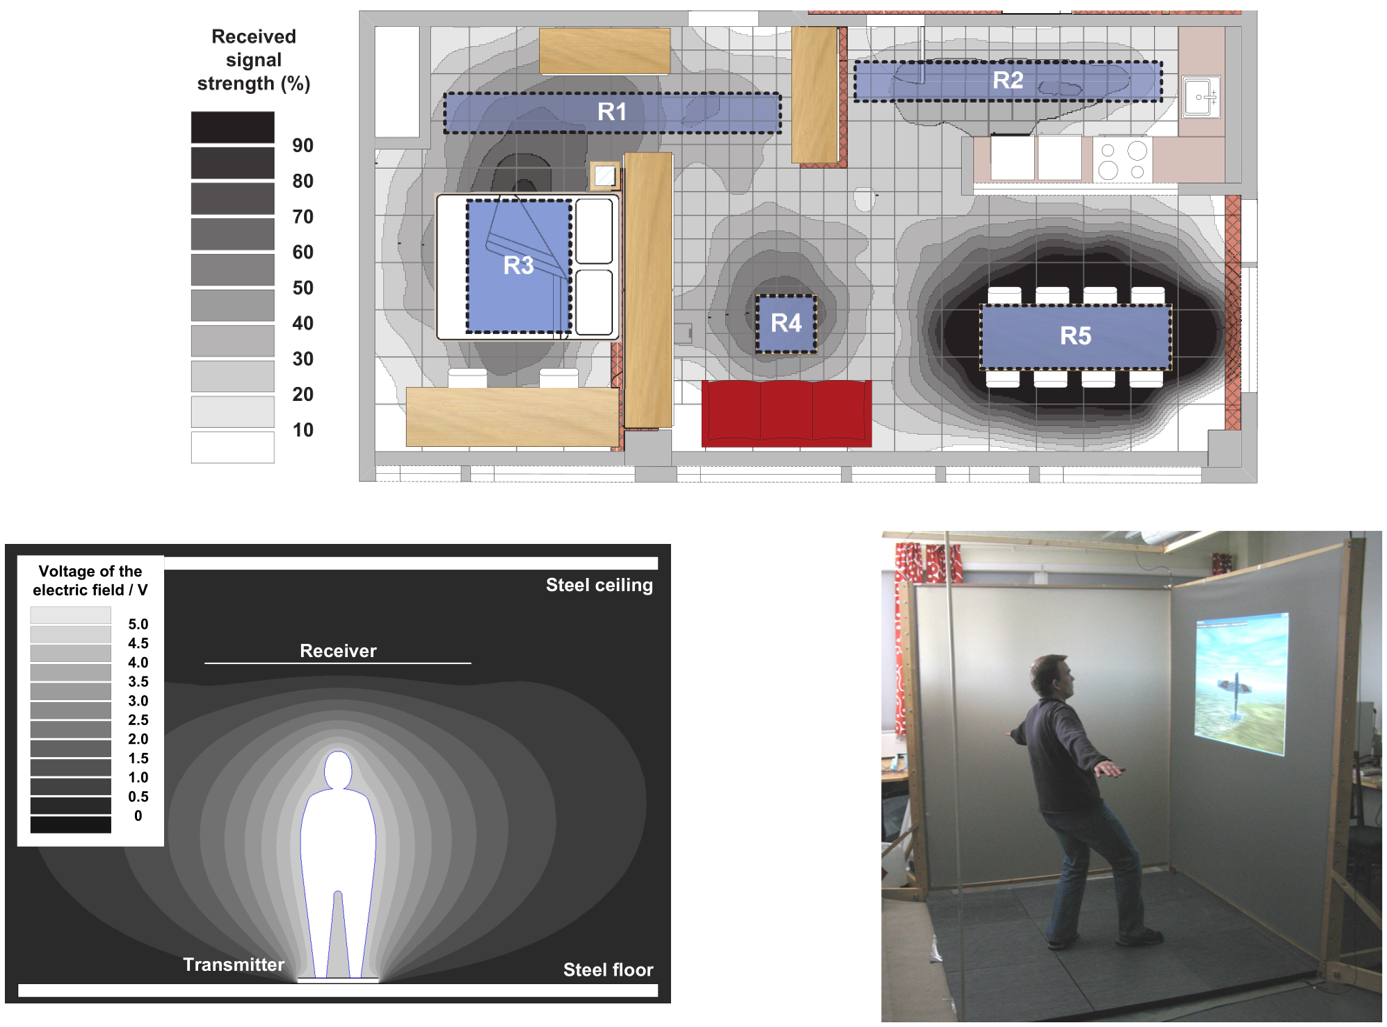 Received
signal
strength (%)
90
80
70
60
50
40
30
20
10
R1
R2
R3
R4
R5
Voltage of the
electric field / V
5.0
4.5
4.0
3.5
3.0
2.5
2.0
1.5
1.0
0.5
0
Steel ceiling
Receiver
Transmitter
Steel floor